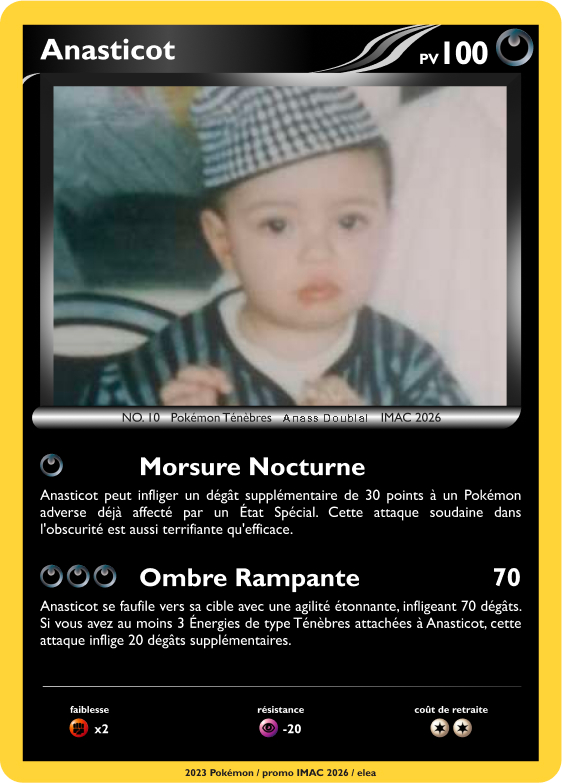 Anasticot
PV100
NO. 10 Pokémon Ténèbres Anass Doublal IMAC 2026
Morsure Nocturne
Anasticot peut infliger un dégât supplémentaire de 30 points à un Pokémon
adverse déjà affecté par un État Spécial. Cette attaque soudaine dans
l'obscurité est aussi terrifiante qu'efficace.
Ombre Rampante 70
Anasticot se faufile vers sa cible avec une agilité étonnante, infligeant 70 dégâts.
Si vous avez au moins 3 Énergies de type Ténèbres attachées à Anasticot, cette
attaque inflige 20 dégâts supplémentaires.
faiblesse résistance coût de retraite
x2 -20
2023 Pokémon / promo IMAC 2026 / elea